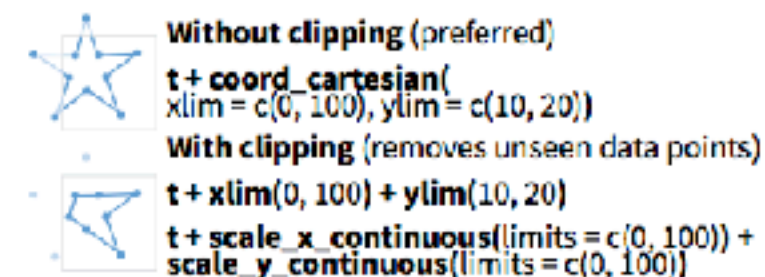 Without clipping (preferred)
t + coord_cartesian(
xlim = c(0, 100), ylim = c(10, 20))
With clipping (removes unseen data points)
t + xlim(0, 100) + ylim(10, 20)
t + scale_x_continuous(limits = c(0, 100)) +
scale_y_continuous(limits = c(0, 100))